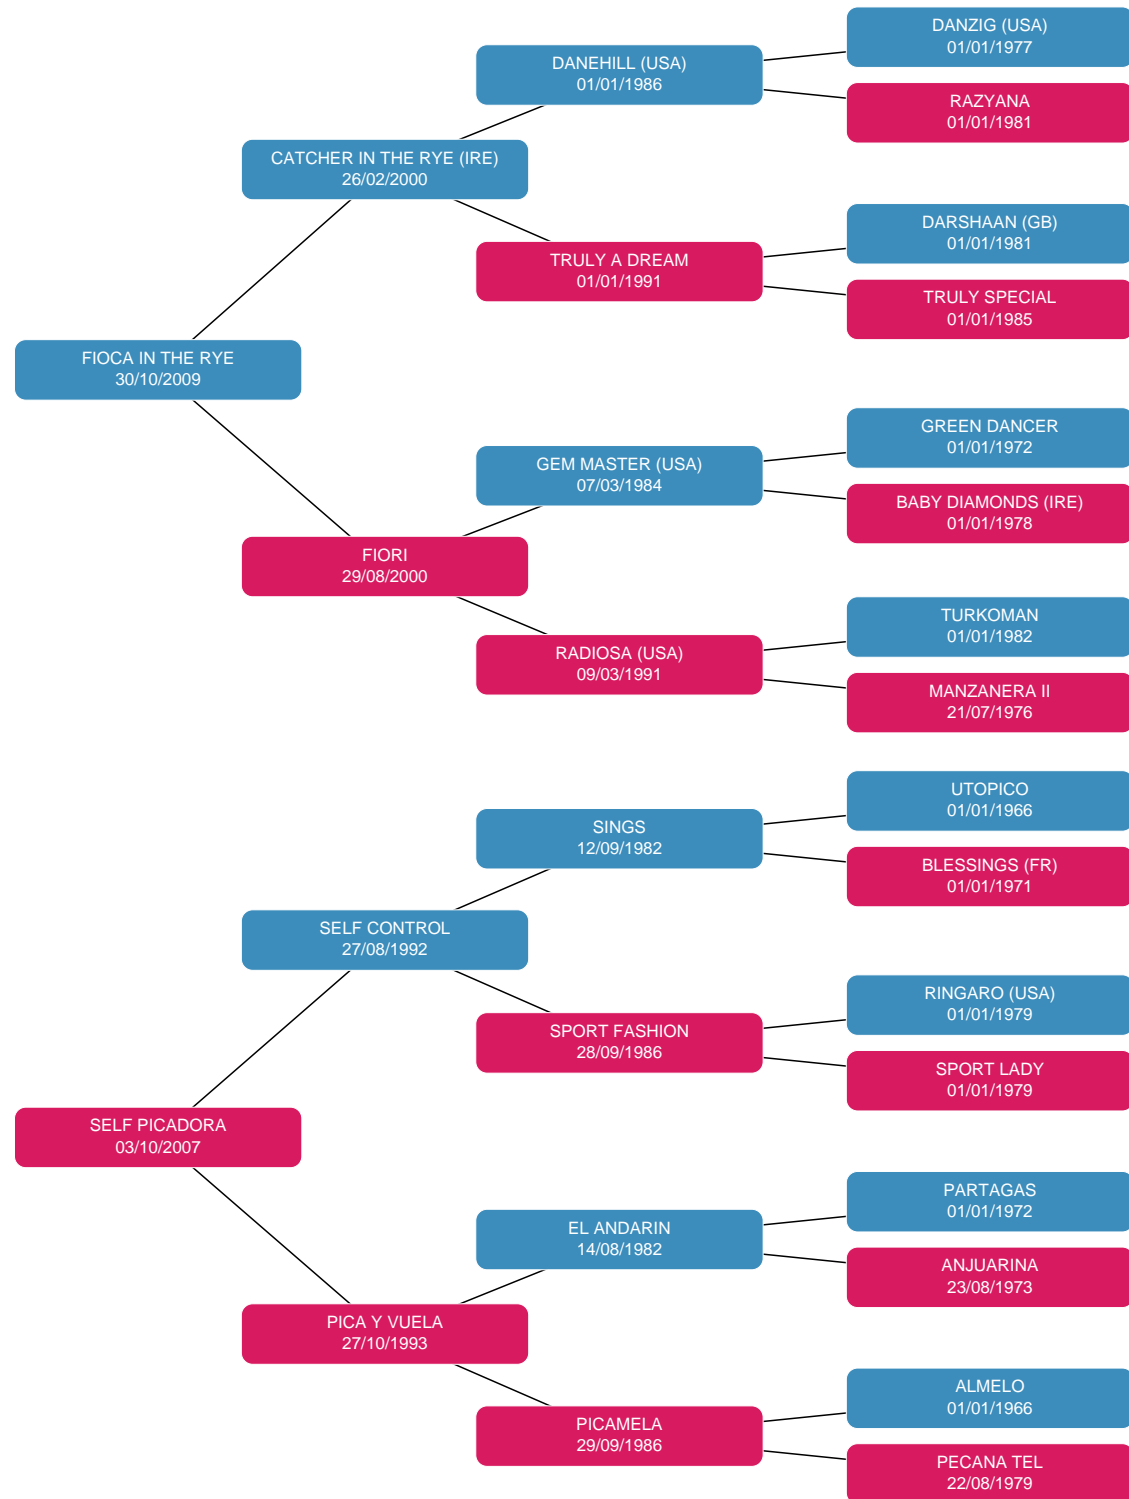 DANZIG (USA)
01/01/1977
DANEHILL (USA)
01/01/1986
RAZYANA
01/01/1981
CATCHER IN THE RYE (IRE)
26/02/2000
DARSHAAN (GB)
01/01/1981
TRULY A DREAM
01/01/1991
TRULY SPECIAL
01/01/1985
FIOCA IN THE RYE
30/10/2009
GREEN DANCER
01/01/1972
GEM MASTER (USA)
07/03/1984
BABY DIAMONDS (IRE)
01/01/1978
FIORI
29/08/2000
TURKOMAN
01/01/1982
RADIOSA (USA)
09/03/1991
MANZANERA II
21/07/1976
UTOPICO
01/01/1966
SINGS
12/09/1982
BLESSINGS (FR)
01/01/1971
SELF CONTROL
27/08/1992
RINGARO (USA)
01/01/1979
SPORT FASHION
28/09/1986
SPORT LADY
01/01/1979
SELF PICADORA
03/10/2007
PARTAGAS
01/01/1972
EL ANDARIN
14/08/1982
ANJUARINA
23/08/1973
PICA Y VUELA
27/10/1993
ALMELO
01/01/1966
PICAMELA
29/09/1986
PECANA TEL
22/08/1979